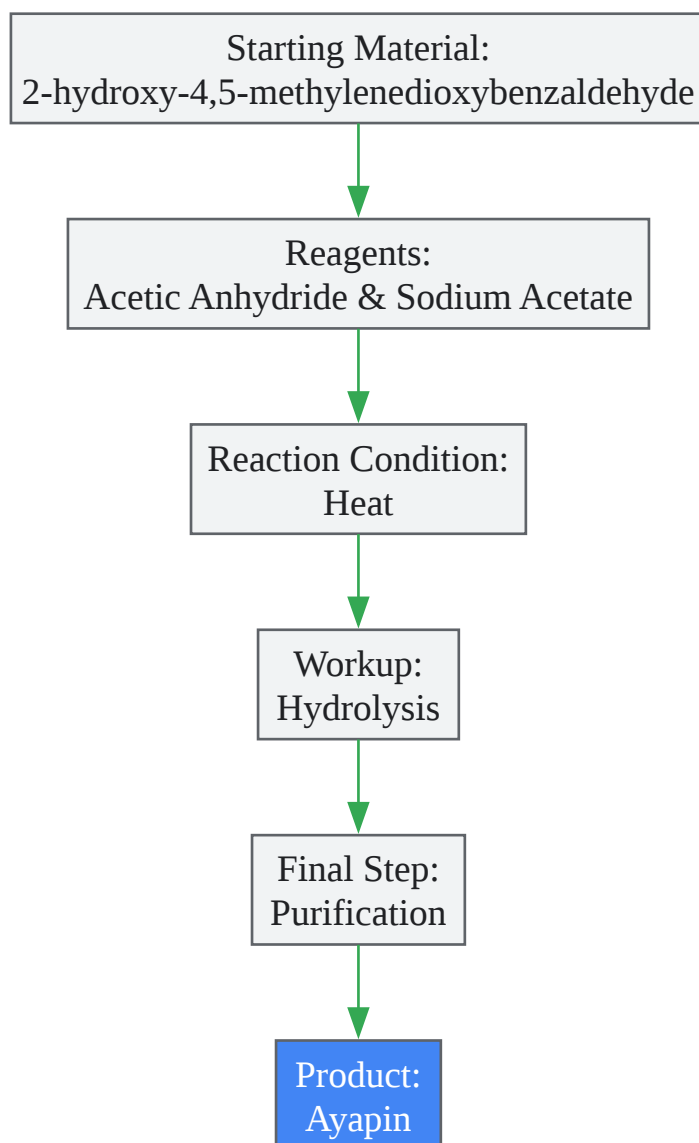 Starting Material:
2-hydroxy-4,5-methylenedioxybenzaldehyde
Reagents:
Acetic Anhydride & Sodium Acetate
Reaction Condition:
Heat
Workup:
Hydrolysis
Final Step:
Purification
Product:
Ayapin